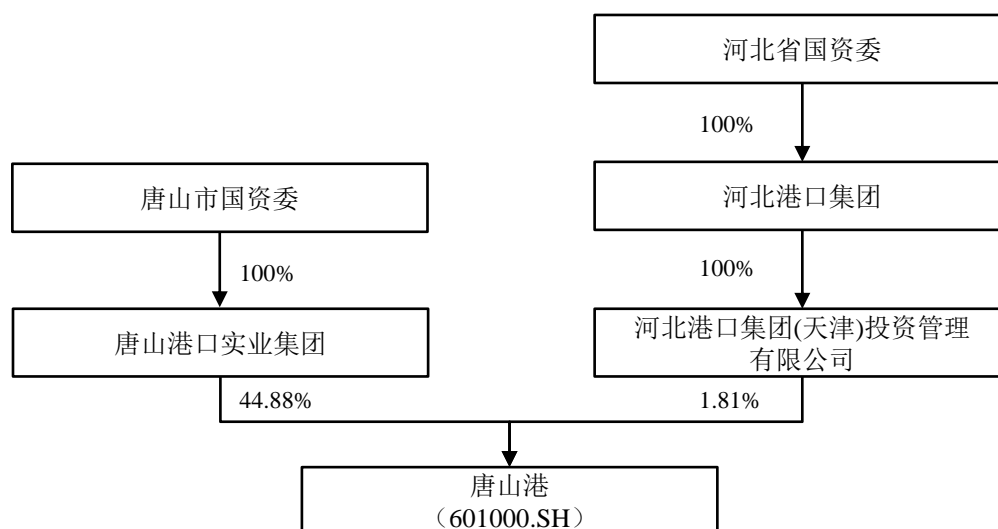 河北省国资委
100%
唐山市国资委
河北港口集团
100%
100%
唐山港口实业集团
河北港口集团(天津)投资管理
有限公司
44.88%
1.81%
唐山港
（601000.SH）